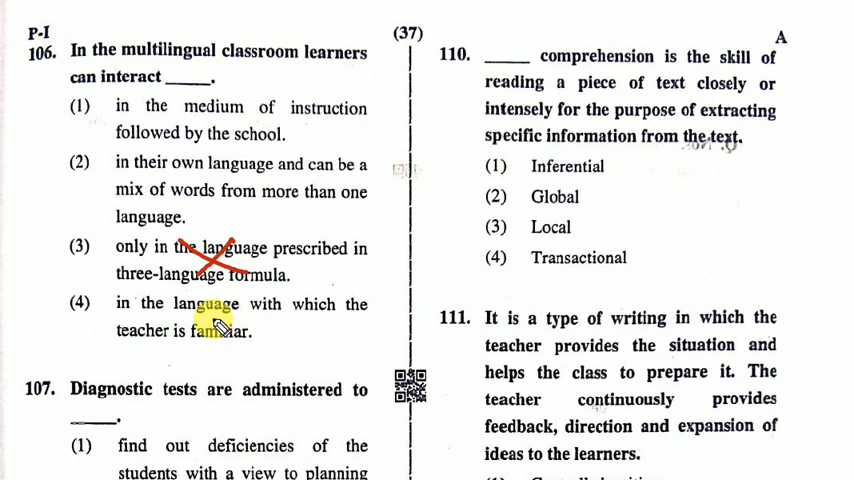 P-I
(37)
A
106. In the multilingual classroom learners
can interact _____.
(1) in the medium of instruction
followed by the school.
(2) in their own language and can be a
mix of words from more than one
language.
(3) only in the language prescribed in
three-language formula.
(4) in the language with which the
teacher is familiar.
107. Diagnostic tests are administered to
_____.
(1) find out deficiencies of the
students with a view to planning
110. _____ comprehension is the skill of
reading a piece of text closely or
intensely for the purpose of extracting
specific information from the text.
(1) Inferential
(2) Global
(3) Local
(4) Transactional
111. It is a type of writing in which the
teacher provides the situation and
helps the class to prepare it. The
teacher continuously provides
feedback, direction and expansion of
ideas to the learners.